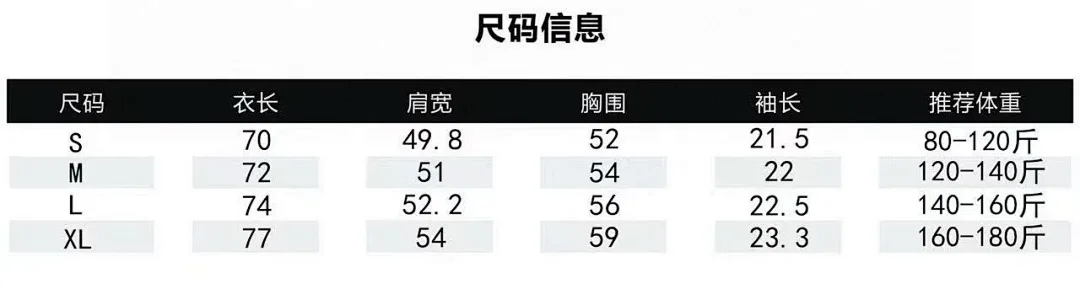 尺码信息
尺码 衣长 肩宽 胸围 袖长 推荐体重
S 70 49.8 52 21.5 80-120斤
M 72 51 54 22 120-140斤
L 74 52.2 56 22.5 140-160斤
XL 77 54 59 23.3 160-180斤